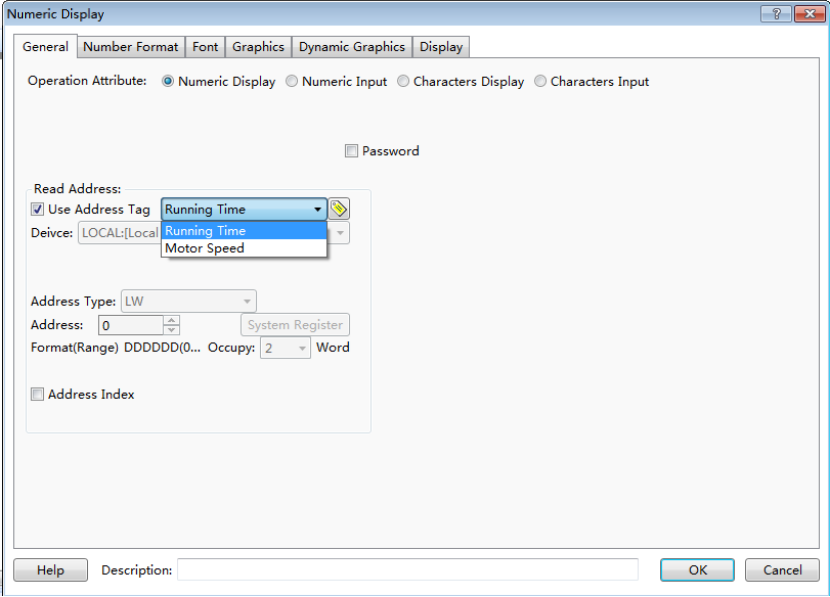 Numeric Display
General Number Format Font Graphics Dynamic Graphics Display
Operation Attribute: Numeric Display Numeric Input Characters Display Characters Input
Password
Read Address:
Use Address Tag Running Time
Running Time
Deivce: LOCAL:[Local
Motor Speed
Address Type: LW
Address: 0 System Register
Format(Range) DDDDDD(0... Occupy: 2 Word
Address Index
Help Description: OK Cancel